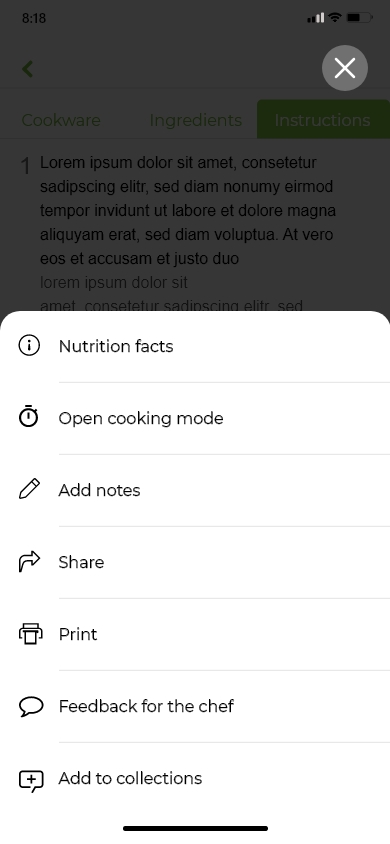 8:18
Cookware Ingredients Instructions
1 Lorem ipsum dolor sit amet, consetetur
sadipscing elitr, sed diam nonumy eirmod
tempor invidunt ut labore et dolore magna
aliquyam erat, sed diam voluptua. At vero
eos et accusam et justo duo
lorem ipsum dolor sit
amet, consetetur sadipscing elitr, sed
Nutrition facts
Open cooking mode
Add notes
Share
Print
Feedback for the chef
Add to collections